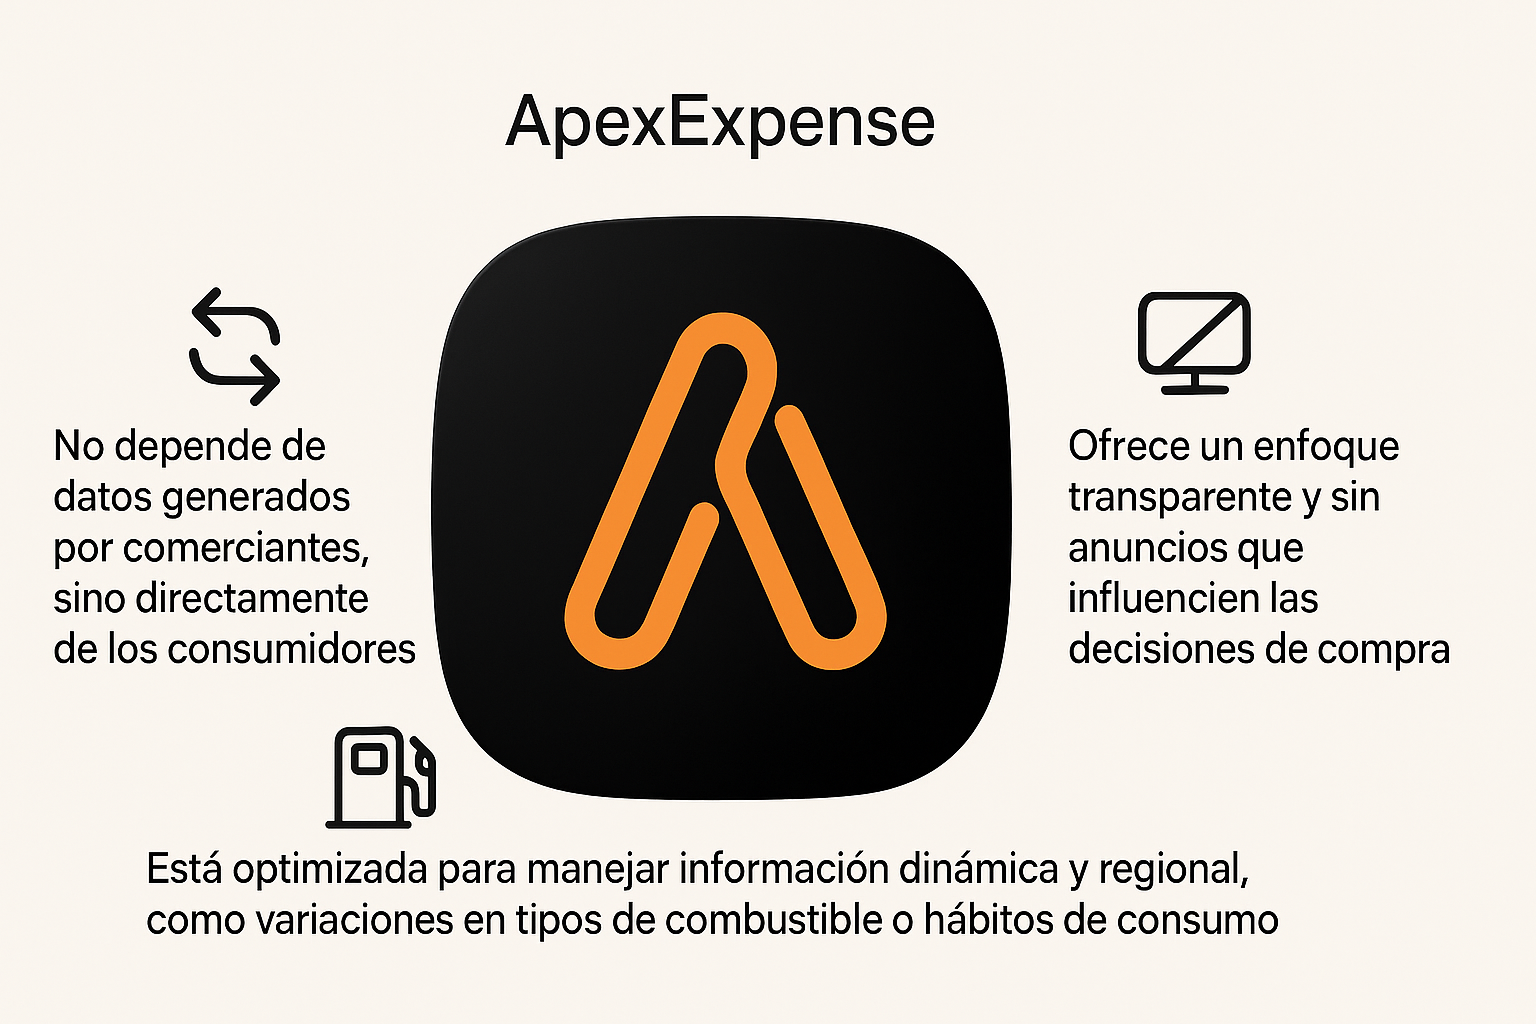 ApexExpense
No depende de
datos generados
por comerciantes,
sino directamente
de los consumidores
Ofrece un enfoque
transparente y sin
anuncios que
influencien las
decisiones de compra
Está optimizada para manejar información dinámica y regional,
como variaciones en tipos de combustible o hábitos de consumo